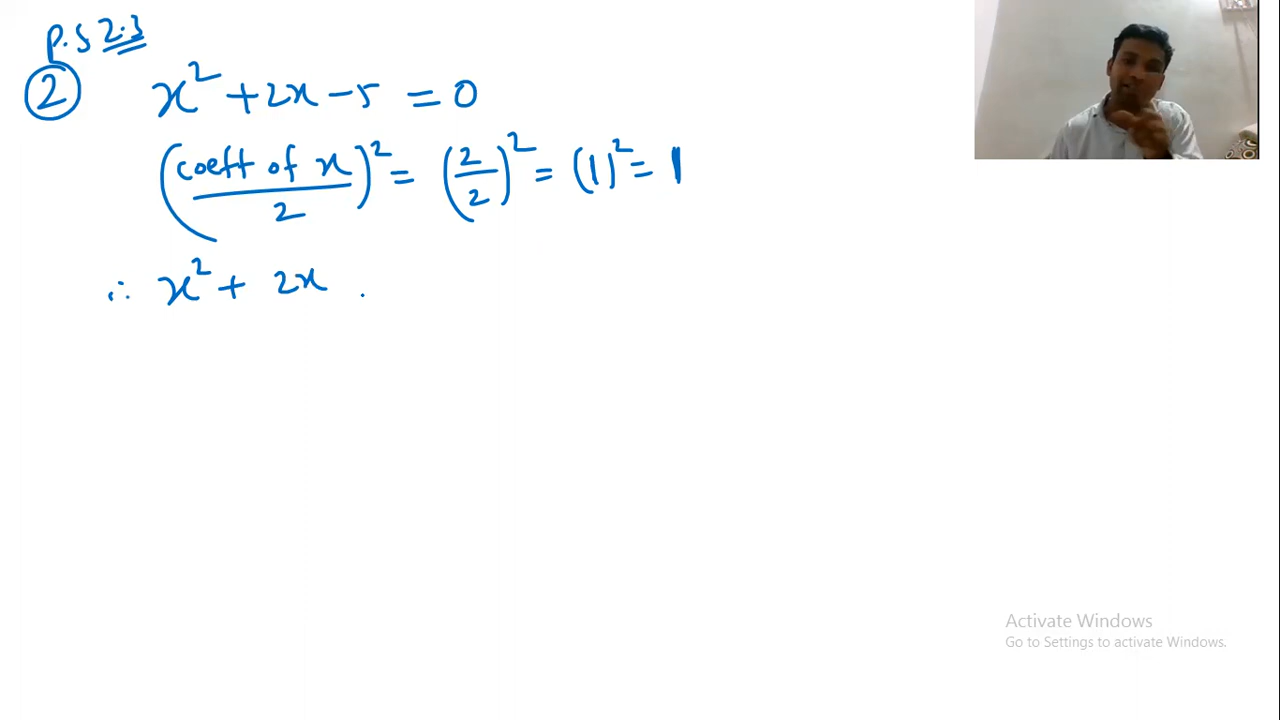 P.S 2.3
2 x² + 2x - 5 = 0
(coeft of x / 2)² = (2/2)² = (1)² = 1
∴ x² + 2x
Activate Windows
Go to Settings to activate Windows.